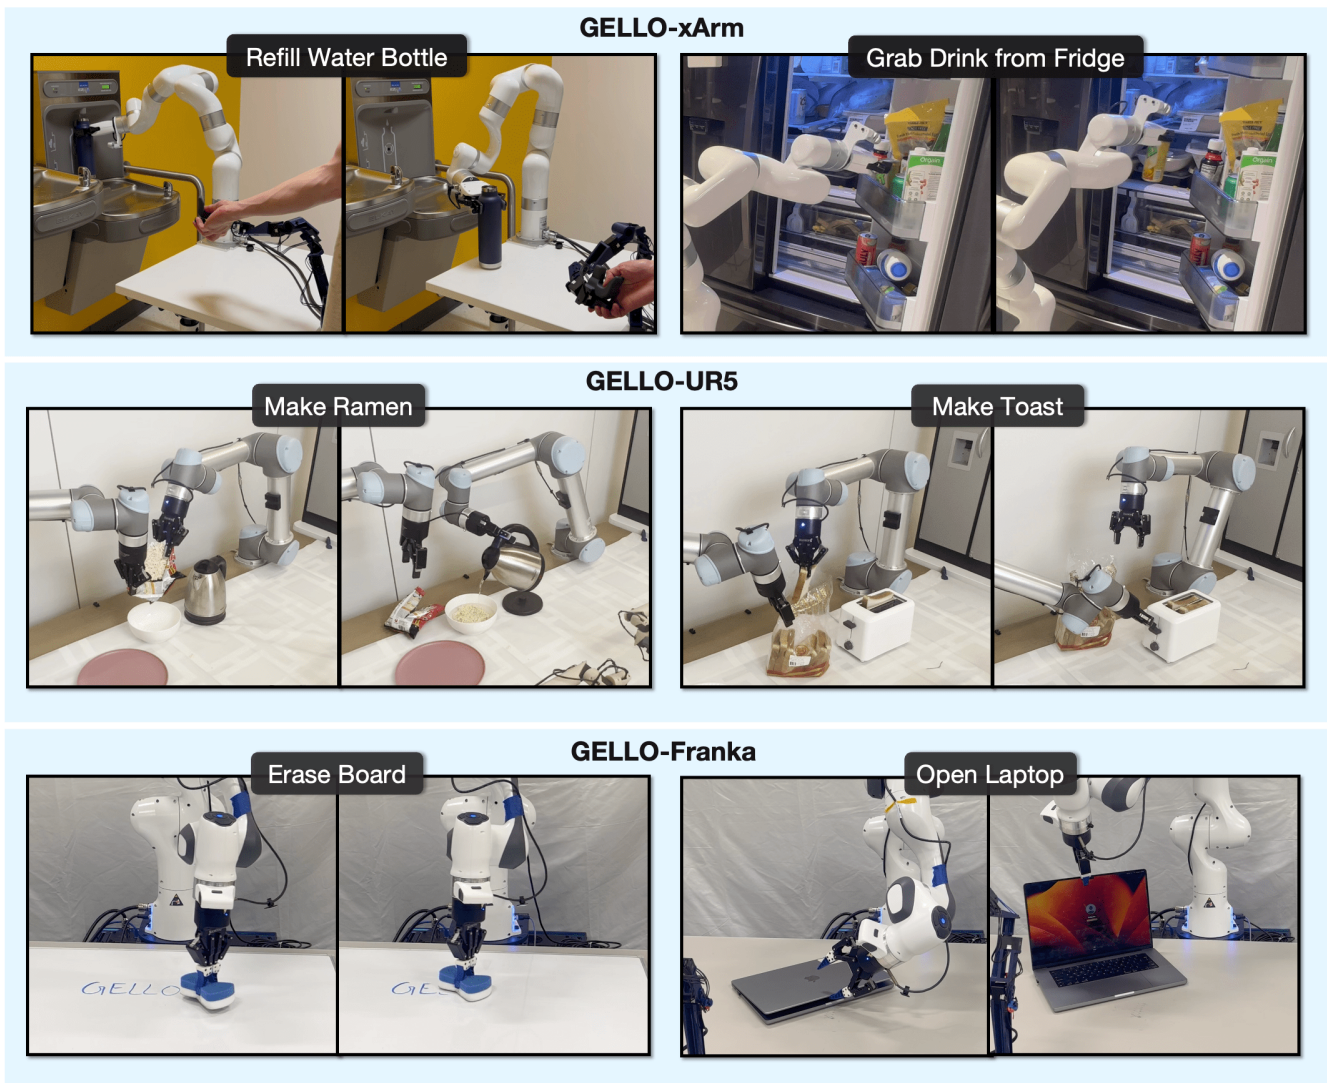 GELLO-xArm
Refill Water Bottle
Grab Drink from Fridge
Organic
GELLO-UR5
Make Ramen
Make Toast
GELLO-Franka
Erase Board
Open Laptop
GELLO
GE